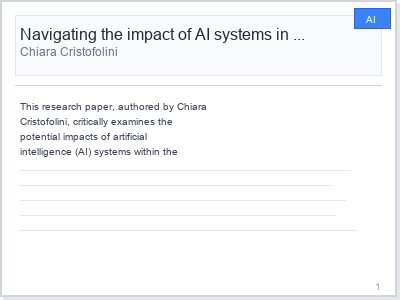 AI
Navigating the impact of AI systems in ...
Chiara Cristofolini
This research paper, authored by Chiara
Cristofolini, critically examines the
potential impacts of artificial
intelligence (AI) systems within the
1